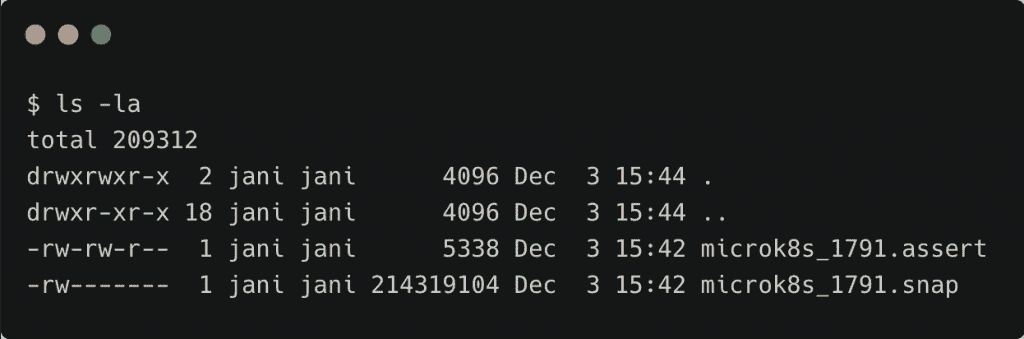 $ ls -la
total 209312
drwxrwxr-x  2 jani jani      4096 Dec  3 15:44 .
drwxr-xr-x 18 jani jani      4096 Dec  3 15:44 ..
-rw-rw-r--  1 jani jani      5338 Dec  3 15:42 microk8s_1791.assert
-rw-------  1 jani jani 214319104 Dec  3 15:42 microk8s_1791.snap